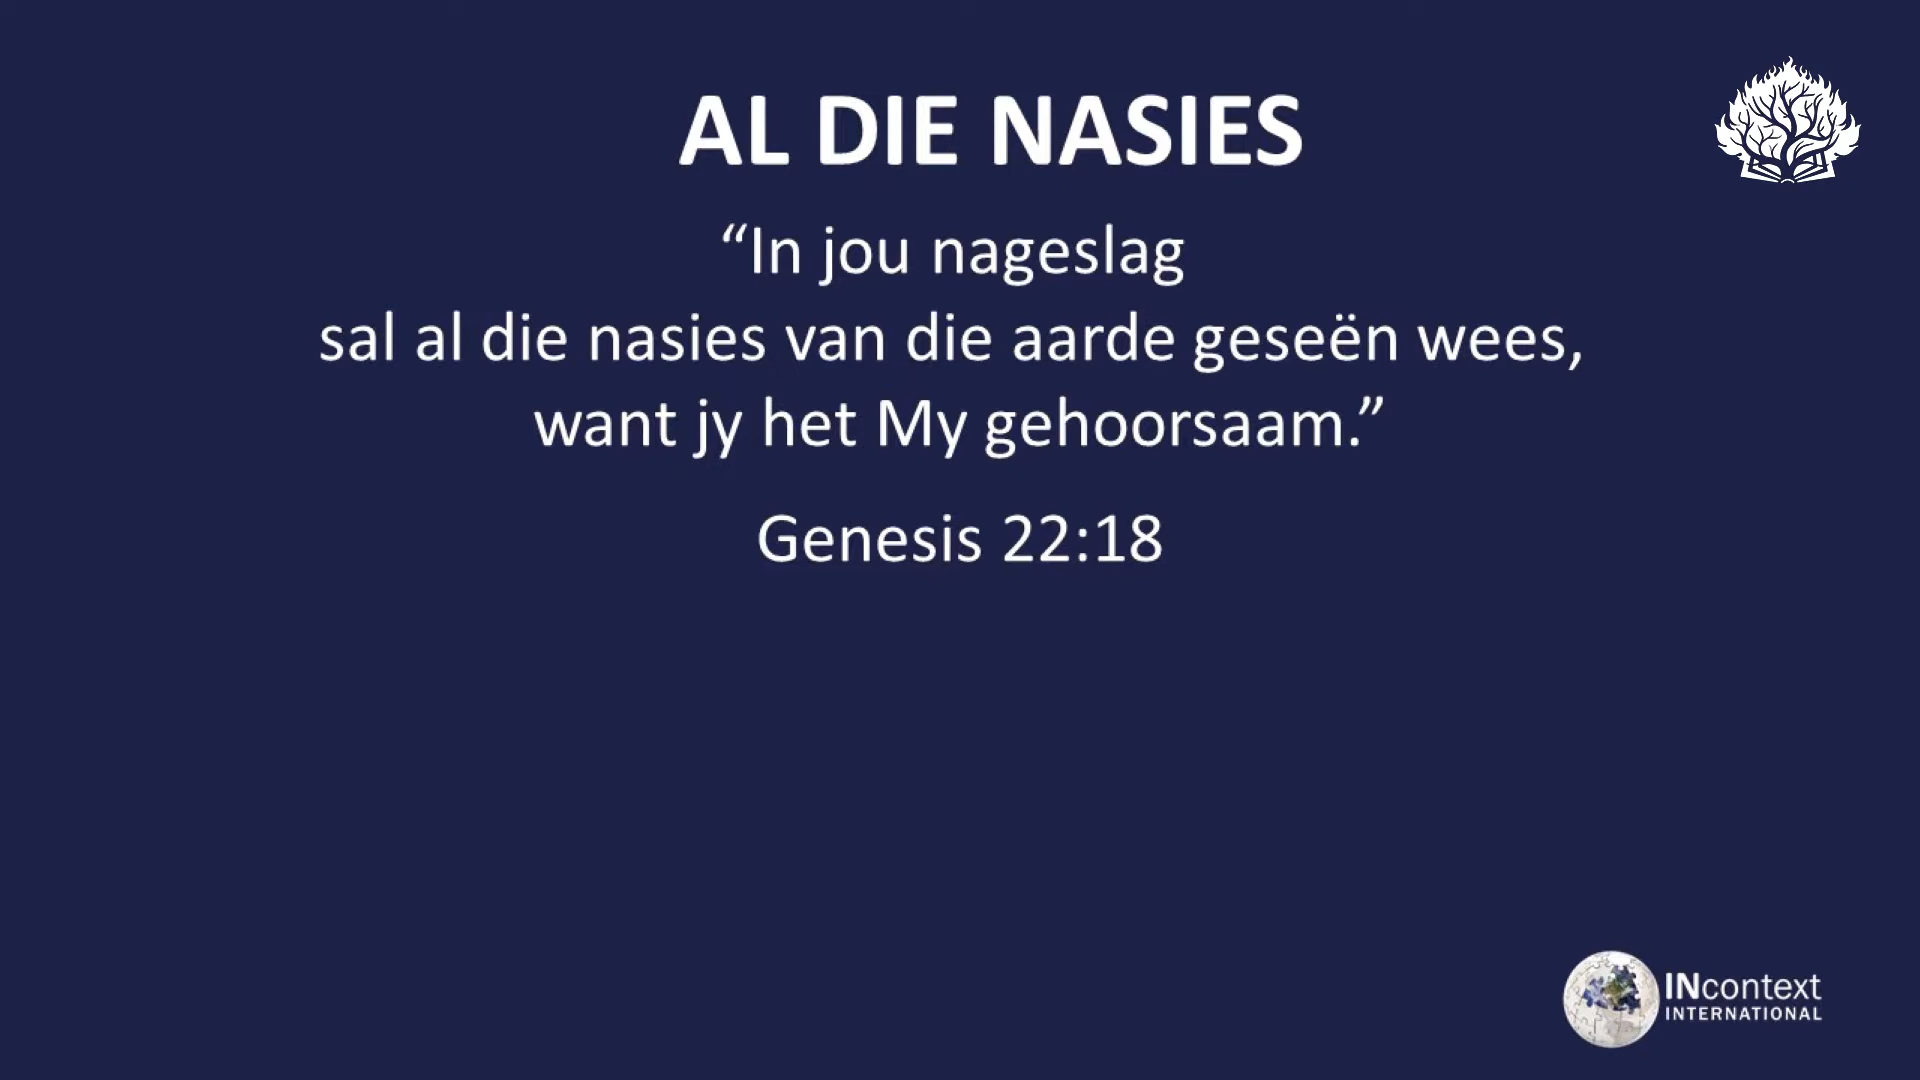 AL DIE NASIES
“In jou nageslag
sal al die nasies van die aarde geseën wees,
want jy het My gehoorsaam.”
Genesis 22:18
INcontext
INTERNATIONAL